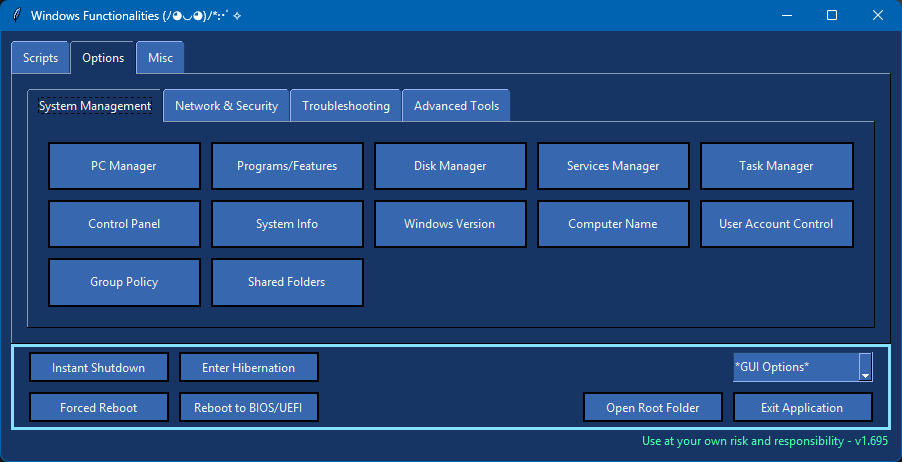 Windows Functionalities (ﾉ◕◡◕)ﾉ*:･ﾟ✧
Scripts Options Misc
System Management Network & Security Troubleshooting Advanced Tools
PC Manager Programs/Features Disk Manager Services Manager Task Manager
Control Panel System Info Windows Version Computer Name User Account Control
Group Policy Shared Folders
Instant Shutdown Enter Hibernation *GUI Options*
Forced Reboot Reboot to BIOS/UEFI Open Root Folder Exit Application
Use at your own risk and responsibility - v1.695